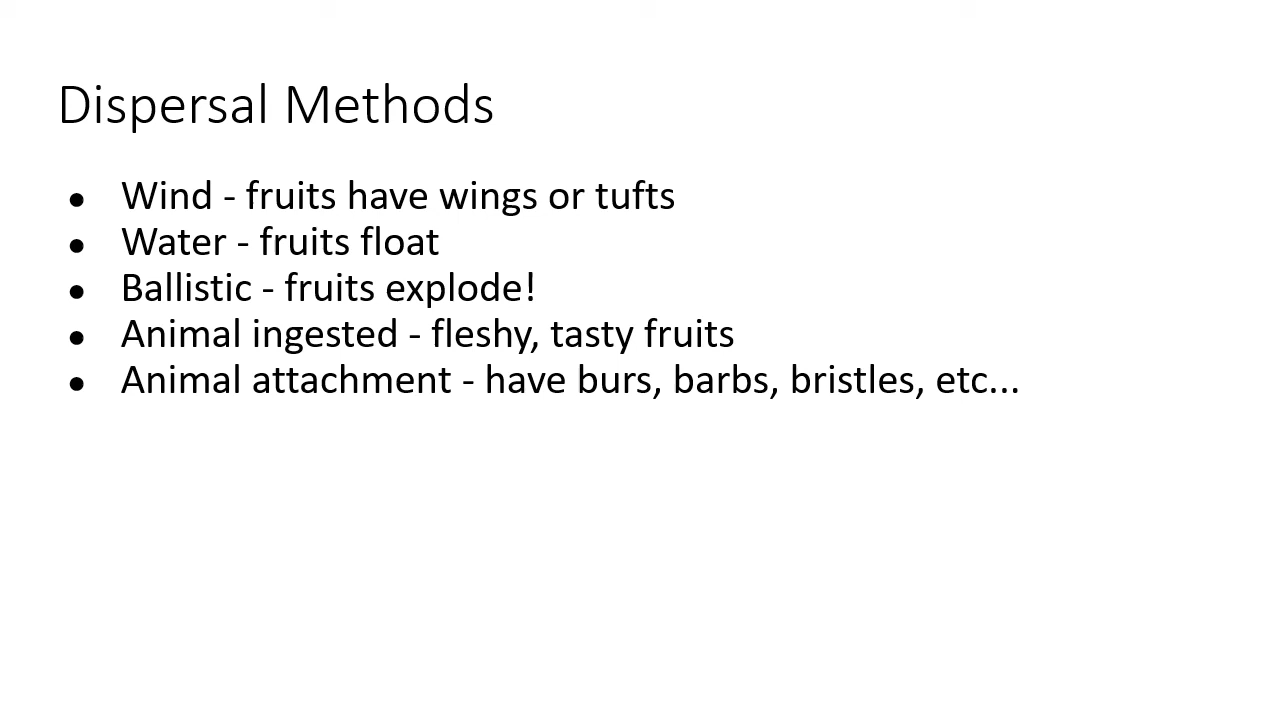 Dispersal Methods
● Wind - fruits have wings or tufts
● Water - fruits float
● Ballistic - fruits explode!
● Animal ingested - fleshy, tasty fruits
● Animal attachment - have burs, barbs, bristles, etc...